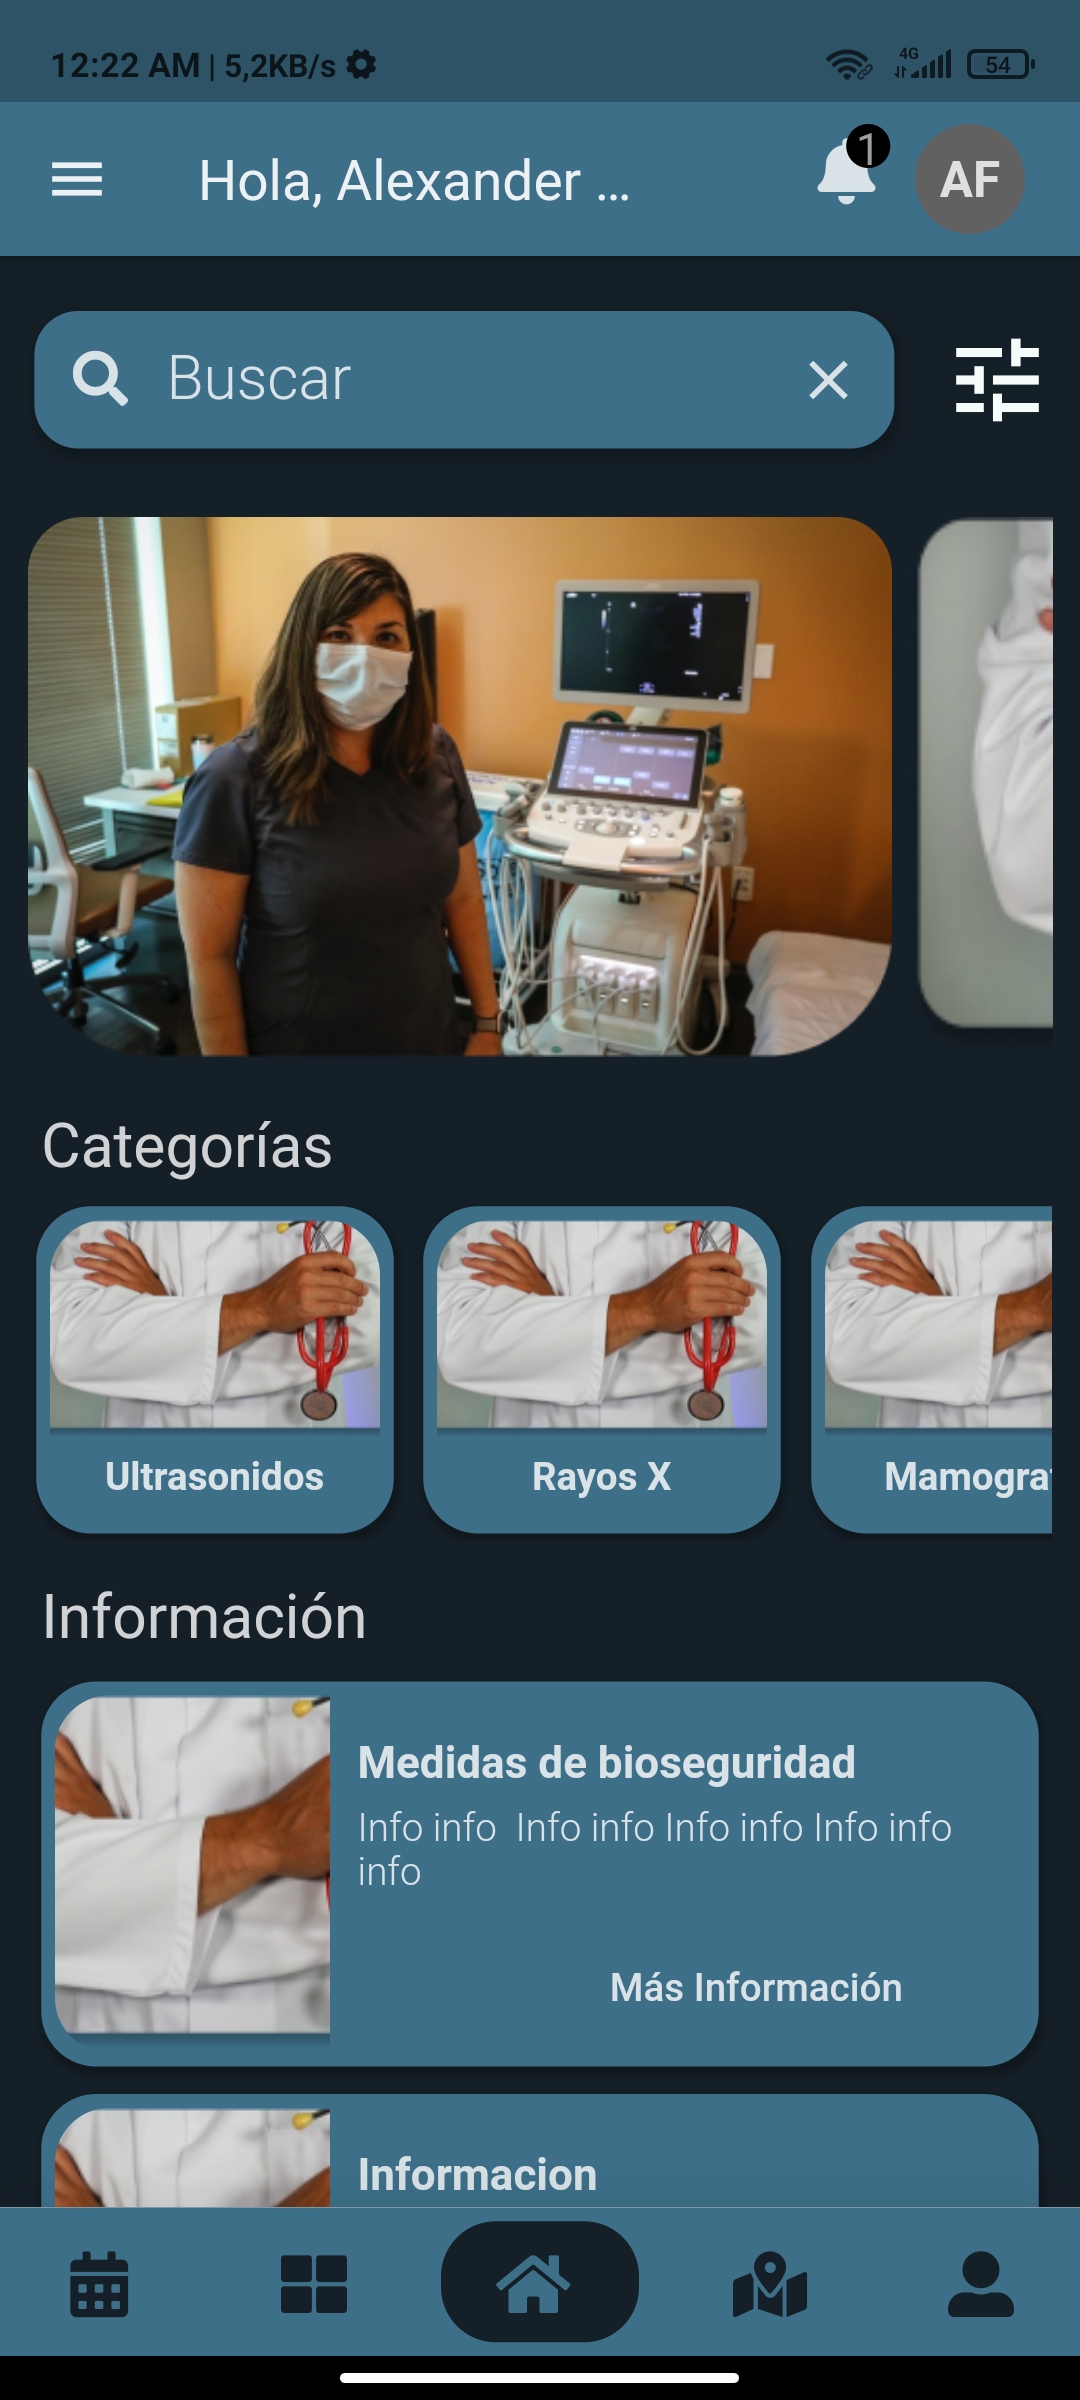 12:22 AM | 5,2KB/s
4G
54
Hola, Alexander ...
1
AF
Buscar
Categorías
Ultrasonidos
Rayos X
Mamogra
Información
Medidas de bioseguridad
Info info  Info info Info info Info info
info
Más Información
Informacion